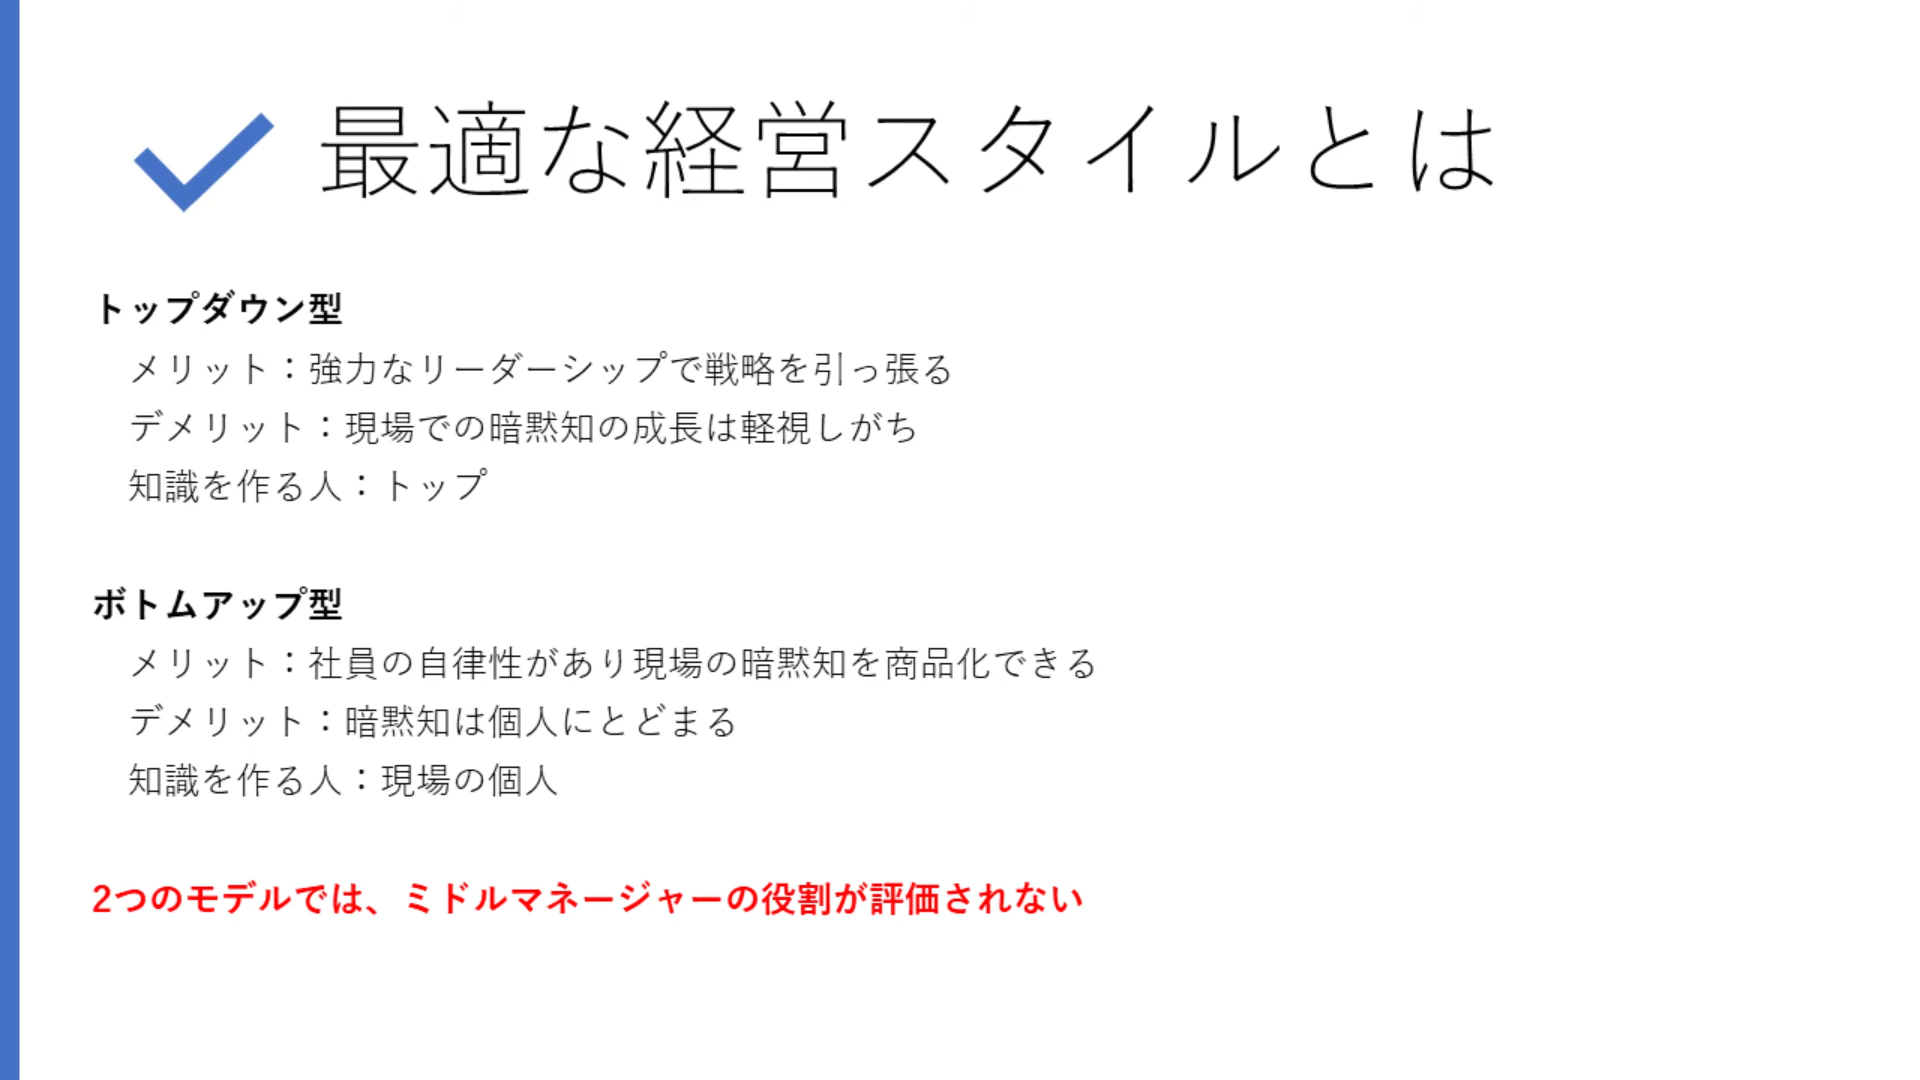 最適な経営スタイルとは
トップダウン型
メリット：強力なリーダーシップで戦略を引っ張る
デメリット：現場での暗黙知の成長は軽視しがち
知識を作る人：トップ
ボトムアップ型
メリット：社員の自律性があり現場の暗黙知を商品化できる
デメリット：暗黙知は個人にとどまる
知識を作る人：現場の個人
2つのモデルでは、ミドルマネージャーの役割が評価されない